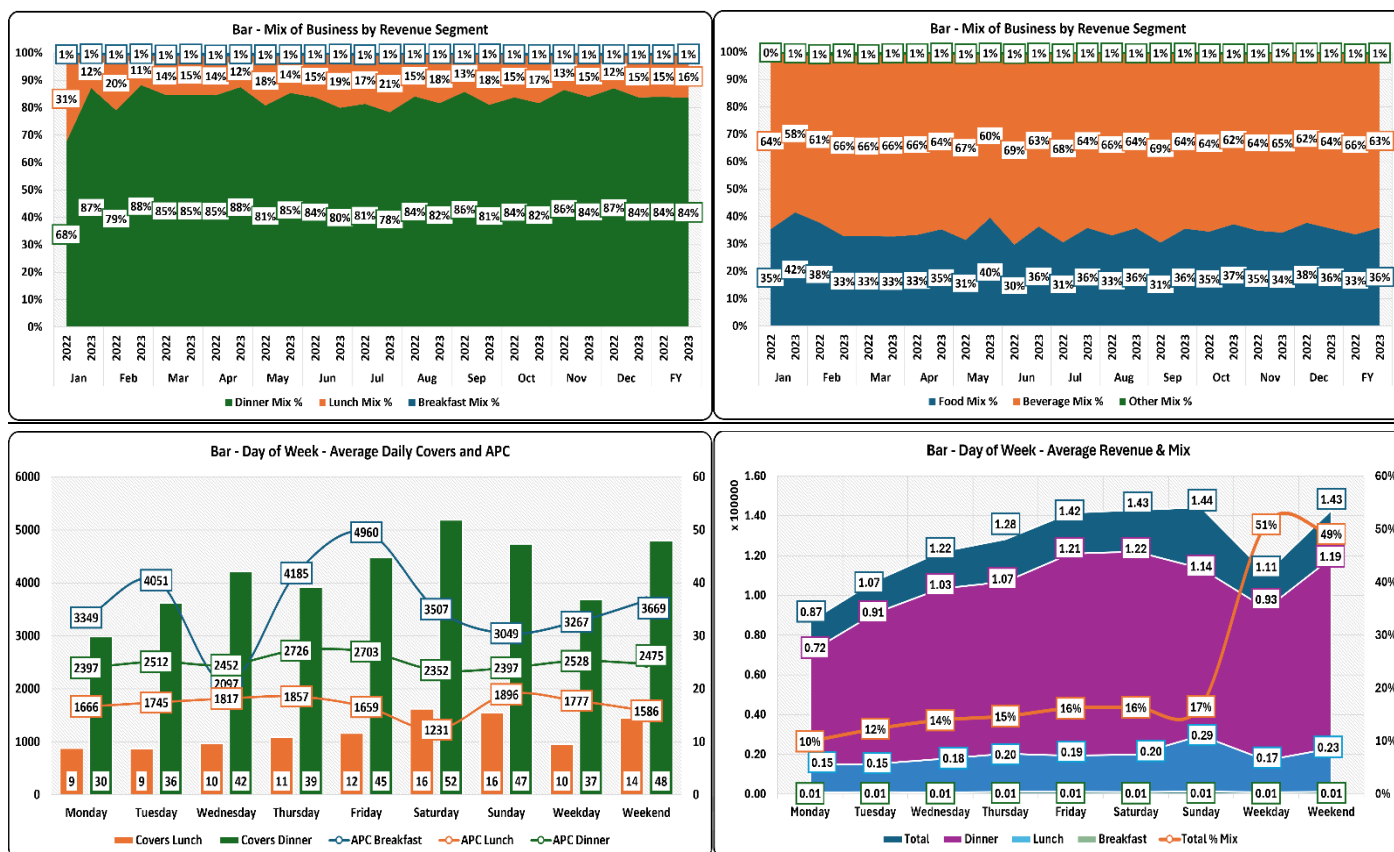 Bar - Mix of Business by Revenue Segment
1% 1% 1% 1% 1% 1% 1% 1% 1% 1% 1% 1% 1% 1% 1% 1% 1% 1% 1% 1% 1% 1% 1% 1% 1% 1%
31% 12% 20% 11% 14% 15% 14% 12% 18% 14% 15% 19% 17% 21% 15% 18% 13% 18% 15% 17% 13% 15% 12% 15% 15% 16%
68% 87% 79% 88% 85% 85% 85% 88% 81% 85% 84% 80% 81% 78% 84% 82% 86% 81% 84% 82% 86% 84% 87% 84% 84% 84%
100%
90%
80%
70%
60%
50%
40%
30%
20%
10%
0%
2022 2023 2022 2023 2022 2023 2022 2023 2022 2023 2022 2023 2022 2023 2022 2023 2022 2023 2022 2023 2022 2023 2022 2023 2022 2023
Jan Feb Mar Apr May Jun Jul Aug Sep Oct Nov Dec FY
Dinner Mix % Lunch Mix % Breakfast Mix %
Bar - Mix of Business by Revenue Segment
0% 1% 1% 1% 1% 1% 1% 1% 1% 1% 1% 1% 1% 1% 1% 1% 1% 1% 1% 1% 1% 1% 1% 1% 1% 1%
64% 58% 61% 66% 66% 66% 66% 64% 67% 60% 69% 63% 68% 64% 66% 64% 69% 64% 64% 62% 64% 65% 62% 64% 66% 63%
35% 42% 38% 33% 33% 33% 33% 35% 31% 40% 30% 36% 31% 36% 33% 36% 31% 36% 35% 37% 35% 34% 38% 36% 33% 36%
100%
90%
80%
70%
60%
50%
40%
30%
20%
10%
0%
2022 2023 2022 2023 2022 2023 2022 2023 2022 2023 2022 2023 2022 2023 2022 2023 2022 2023 2022 2023 2022 2023 2022 2023 2022 2023
Jan Feb Mar Apr May Jun Jul Aug Sep Oct Nov Dec FY
Food Mix % Beverage Mix % Other Mix %
Bar - Day of Week - Average Daily Covers and APC
6000
5000
4000
3000
2000
1000
0
3349 4051 2097 4185 4960 3507 3049 3267 3669
2397 2512 2452 2726 2703 2352 2397 2528 2475
1666 1745 1817 1857 1659 1231 1896 1777 1586
9 30 9 36 10 42 11 39 12 45 16 52 16 47 10 37 14 48
60
50
40
30
20
10
0
Monday Tuesday Wednesday Thursday Friday Saturday Sunday Weekday Weekend
Covers Lunch Covers Dinner APC Breakfast APC Lunch APC Dinner
Bar - Day of Week - Average Revenue & Mix
x 100000
1.60
1.40
1.20
1.00
0.80
0.60
0.40
0.20
0.00
0.87 1.07 1.22 1.28 1.42 1.43 1.44 1.11 1.43
0.72 0.91 1.03 1.07 1.21 1.22 1.14 0.93 1.19
10% 12% 14% 15% 16% 16% 17% 51% 49%
0.15 0.15 0.18 0.20 0.19 0.20 0.29 0.17 0.23
0.01 0.01 0.01 0.01 0.01 0.01 0.01 0.01 0.01
60%
50%
40%
30%
20%
10%
0%
Monday Tuesday Wednesday Thursday Friday Saturday Sunday Weekday Weekend
Total Dinner Lunch Breakfast Total % Mix